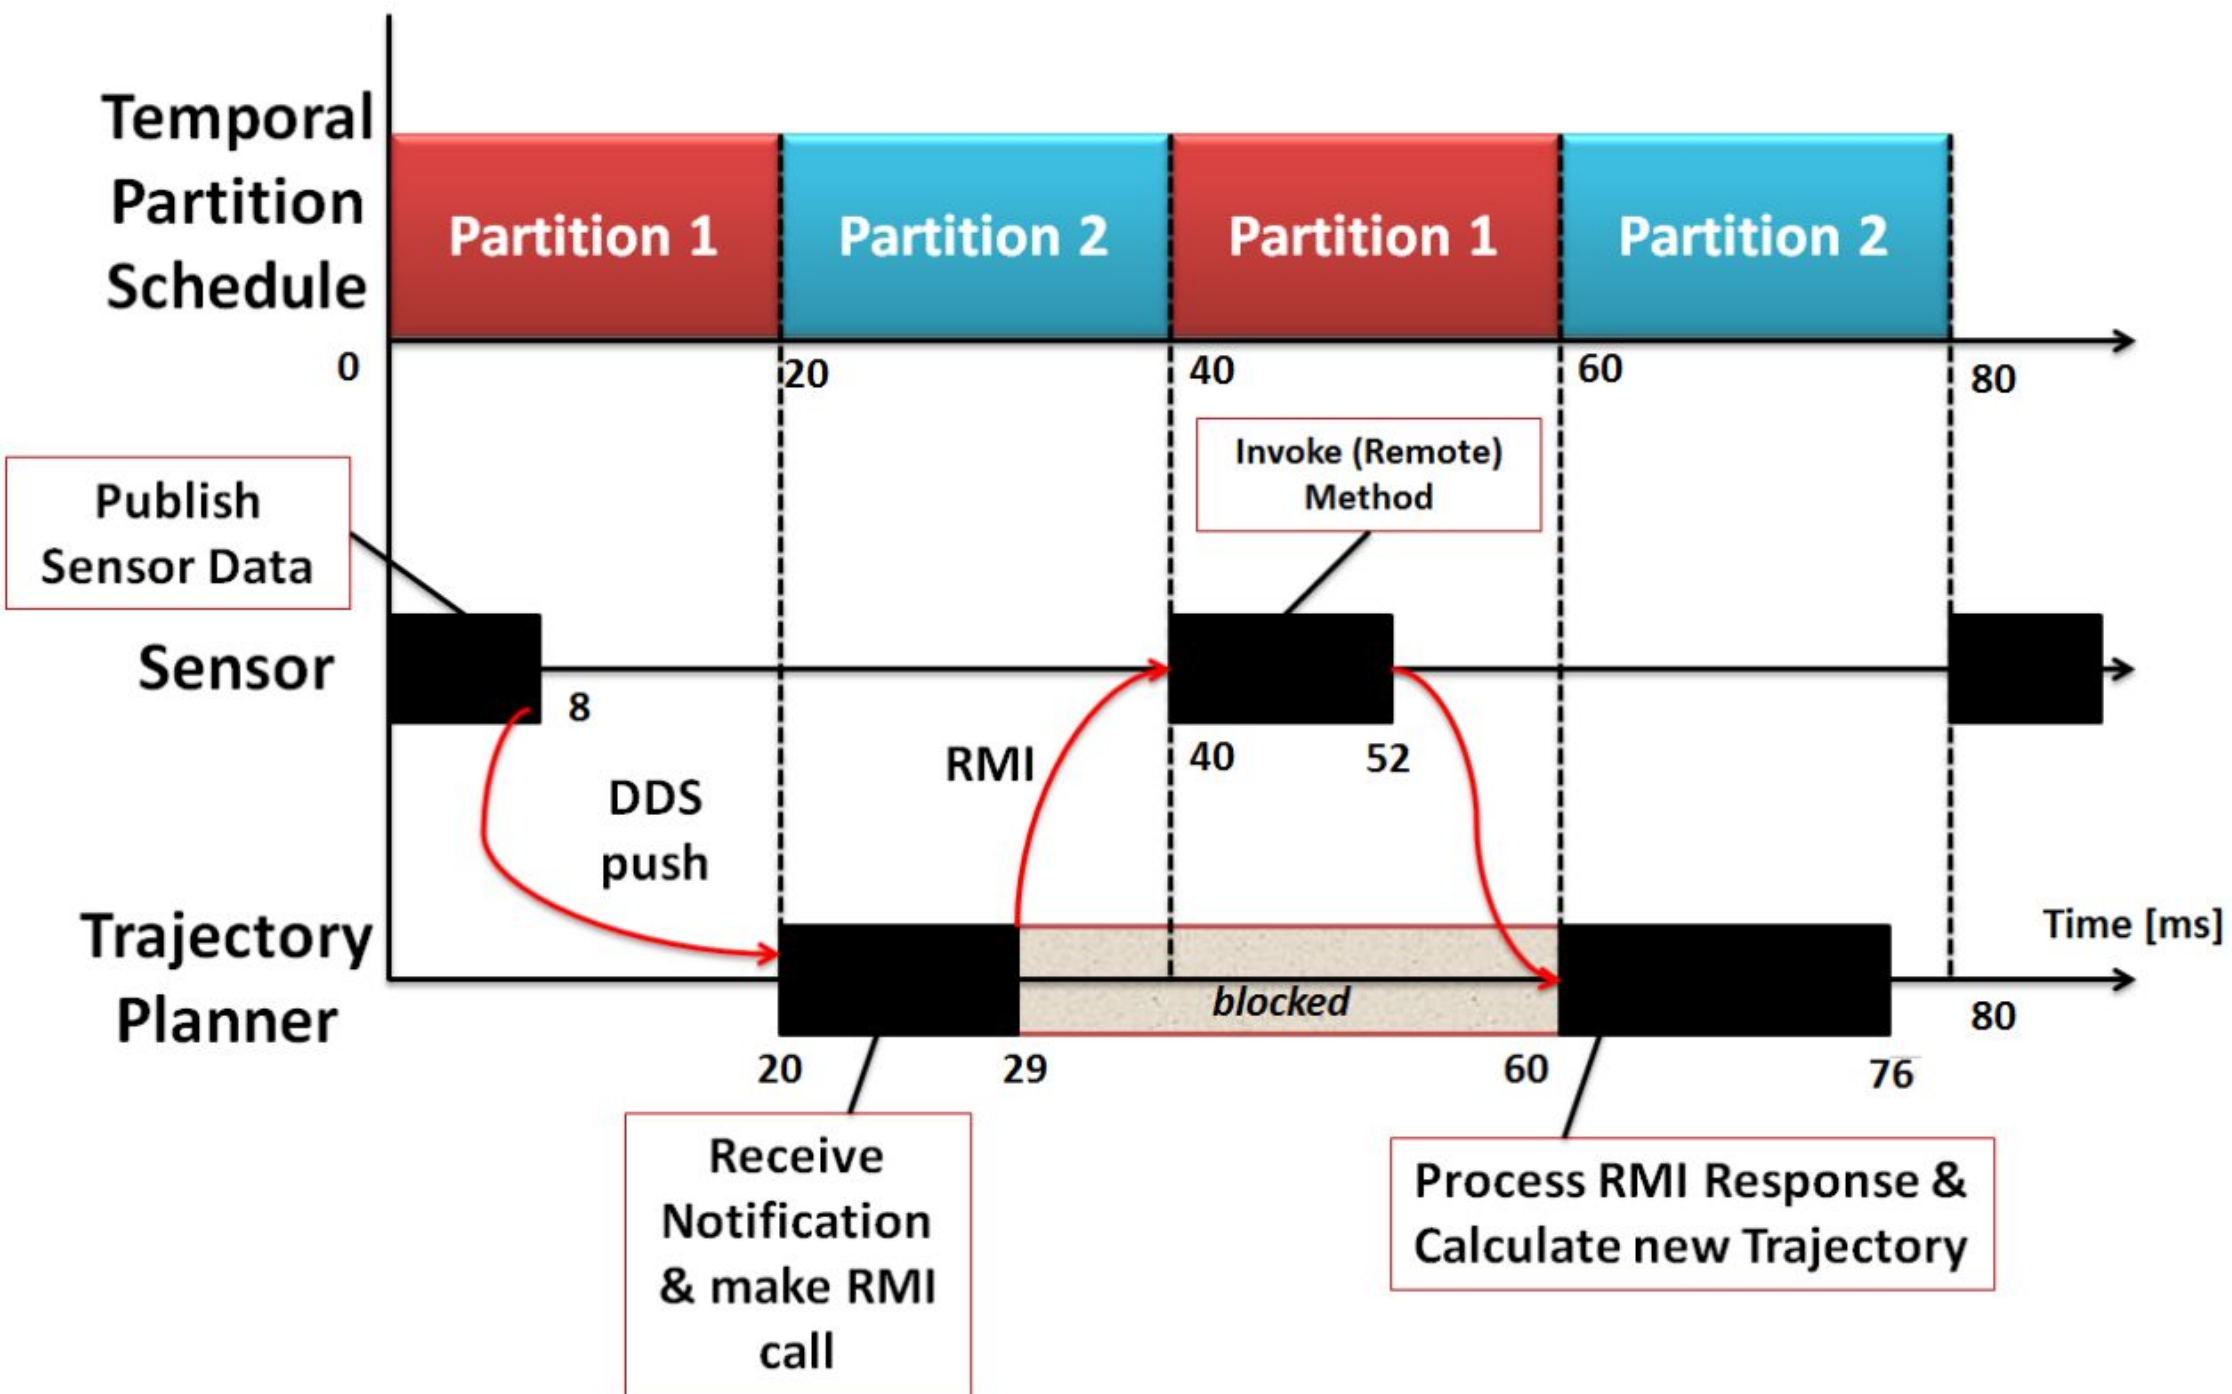 Temporal
Partition
Schedule
Partition 1
Partition 2
Partition 1
Partition 2
0
20
40
60
80
Publish
Sensor Data
Invoke (Remote)
Method
Sensor
8
40
52
RMI
DDS
push
Trajectory
Planner
blocked
Time [ms]
20
29
60
76
80
Receive
Notification
& make RMI
call
Process RMI Response &
Calculate new Trajectory